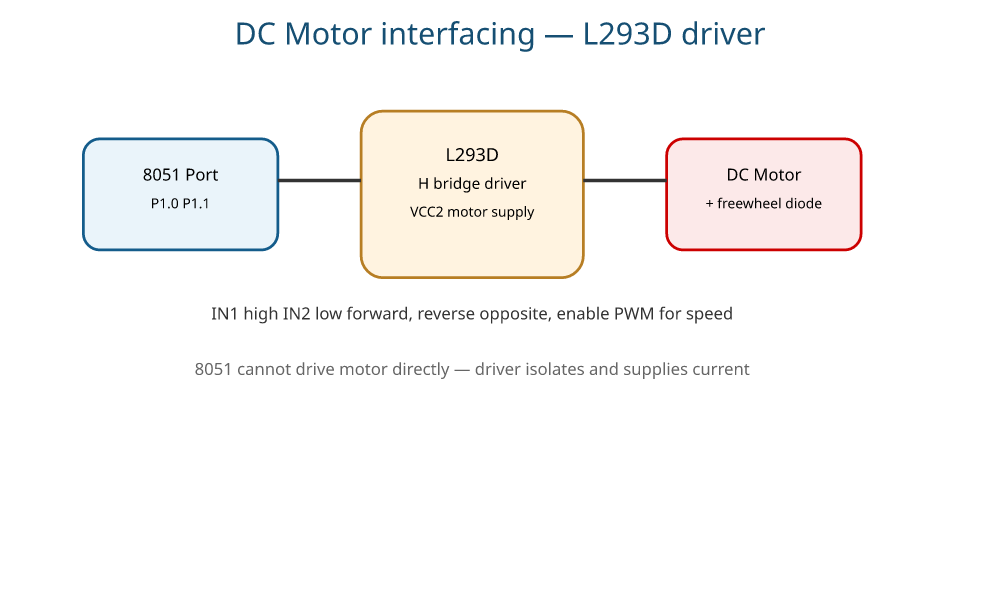 DC Motor interfacing — L293D driver
8051 Port
P1.0 P1.1
L293D
H bridge driver
VCC2 motor supply
DC Motor
+ freewheel diode
IN1 high IN2 low forward, reverse opposite, enable PWM for speed
8051 cannot drive motor directly — driver isolates and supplies current